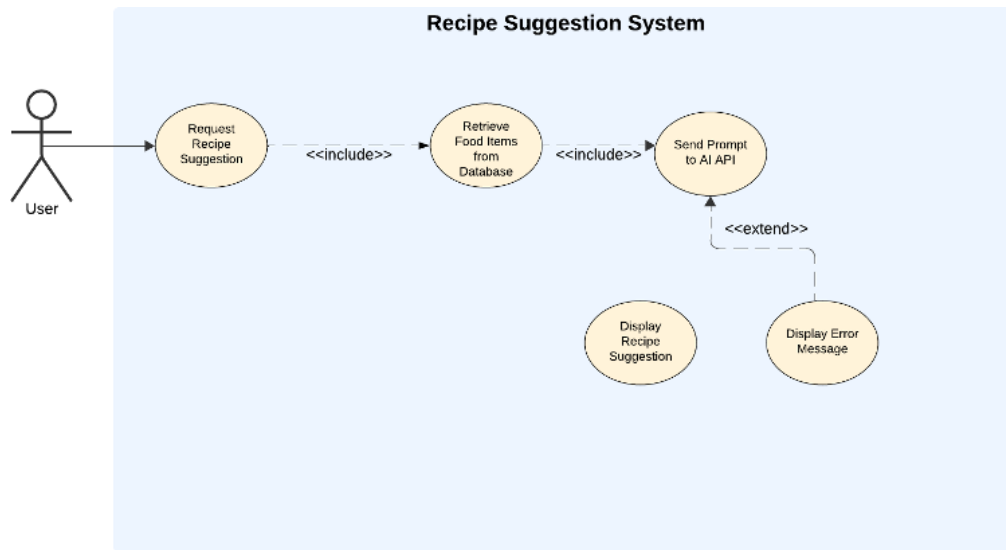 Recipe Suggestion System
Request
Recipe
Suggestion
<<include>>
Retrieve
Food Items
from
Database
<<include>>
Send Prompt
to AI API
User
<<extend>>
Display
Recipe
Suggestion
Display Error
Message